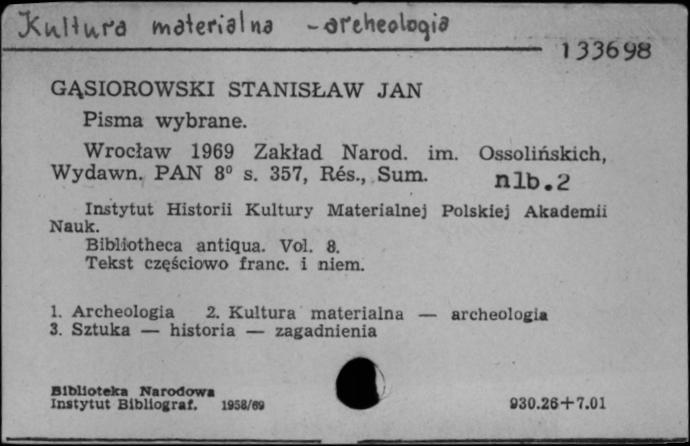 Kultura materialna - archeologia
133698
GĄSIOROWSKI STANISŁAW JAN
Pisma wybrane.
Wrocław 1969 Zakład Narod. im. Ossolińskich,
Wydawn. PAN 8° s. 357, Rés., Sum. nlb.2
Instytut Historii Kultury Materialnej Polskiej Akademii
Nauk.
Bibliotheca antiqua. Vol. 8.
Tekst częściowo franc. i niem.
1. Archeologia 2. Kultura materialna — archeologia
3. Sztuka — historia — zagadnienia
Biblioteka Narodowa
Instytut Bibliograf. 1958/69
930.26+7.01